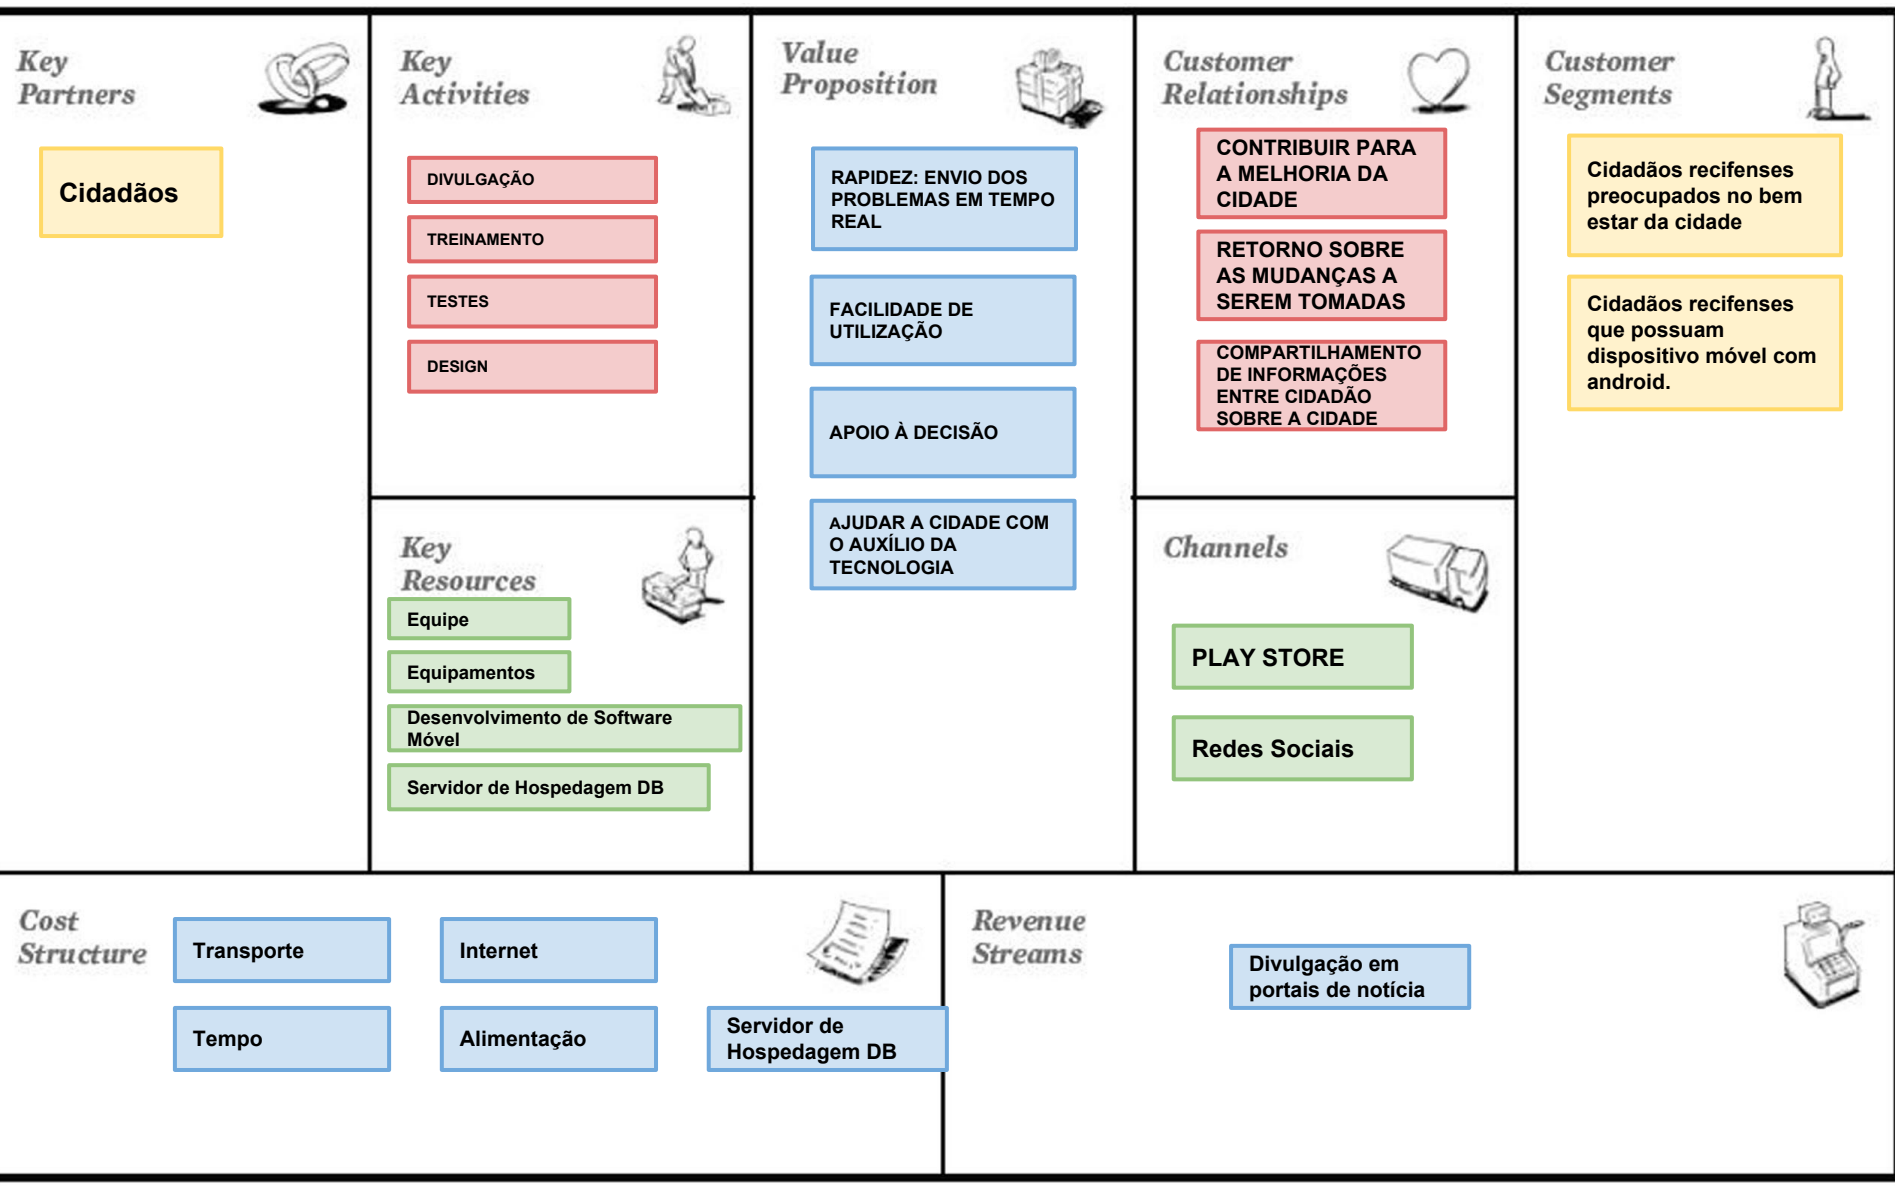 Key
Partners
Cidadãos
Key
Activities
DIVULGAÇÃO
TREINAMENTO
TESTES
DESIGN
Key
Resources
Equipe
Equipamentos
Desenvolvimento de Software
Móvel
Servidor de Hospedagem DB
Value
Proposition
RAPIDEZ: ENVIO DOS
PROBLEMAS EM TEMPO
REAL
FACILIDADE DE
UTILIZAÇÃO
APOIO À DECISÃO
AJUDAR A CIDADE COM
O AUXÍLIO DA
TECNOLOGIA
Customer
Relationships
CONTRIBUIR PARA
A MELHORIA DA
CIDADE
RETORNO SOBRE
AS MUDANÇAS A
SEREM TOMADAS
COMPARTILHAMENTO
DE INFORMAÇÕES
ENTRE CIDADÃO
SOBRE A CIDADE
Channels
PLAY STORE
Redes Sociais
Customer
Segments
Cidadãos recifenses
preocupados no bem
estar da cidade
Cidadãos recifenses
que possuam
dispositivo móvel com
android.
Cost
Structure
Transporte
Internet
Tempo
Alimentação
Servidor de
Hospedagem DB
Revenue
Streams
Divulgação em
portais de notícia